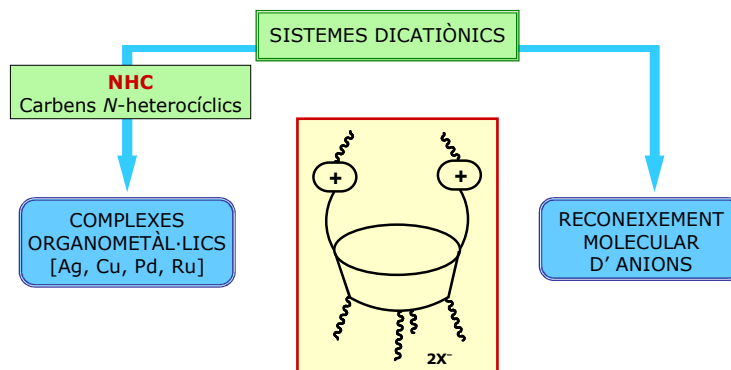 SISTEMES DICATIÒNICS
NHC
Carbens N-heterocíclics
COMPLEXES
ORGANOMETÀL·LICS
[Ag, Cu, Pd, Ru]
+
+
2X⁻
RECONEIXEMENT
MOLECULAR
D’ ANIONS